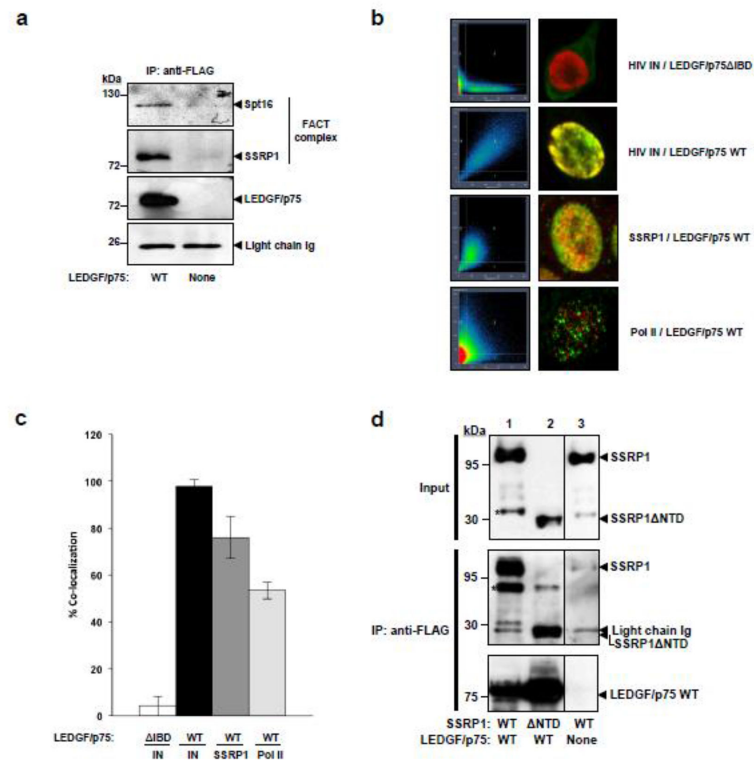 a
IP: anti-FLAG
kDa
130
Spt16
FACT
complex
SSRP1
72
LEDGF/p75
72
26
Light chain Ig
LEDGF/p75: WT None
b
HIV IN / LEDGF/p75ΔIBD
HIV IN / LEDGF/p75 WT
SSRP1 / LEDGF/p75 WT
Pol II / LEDGF/p75 WT
c
% Co-localization
120
100
80
60
40
20
0
LEDGF/p75: ΔIBD WT WT WT
IN IN SSRP1 Pol II
d
1 2 3
kDa
Input
95
SSRP1
30
*
SSRP1ΔNTD
IP: anti-FLAG
SSRP1
95
*
30
Light chain Ig
SSRP1ΔNTD
75
LEDGF/p75 WT
SSRP1: WT ΔNTD WT
LEDGF/p75: WT WT None